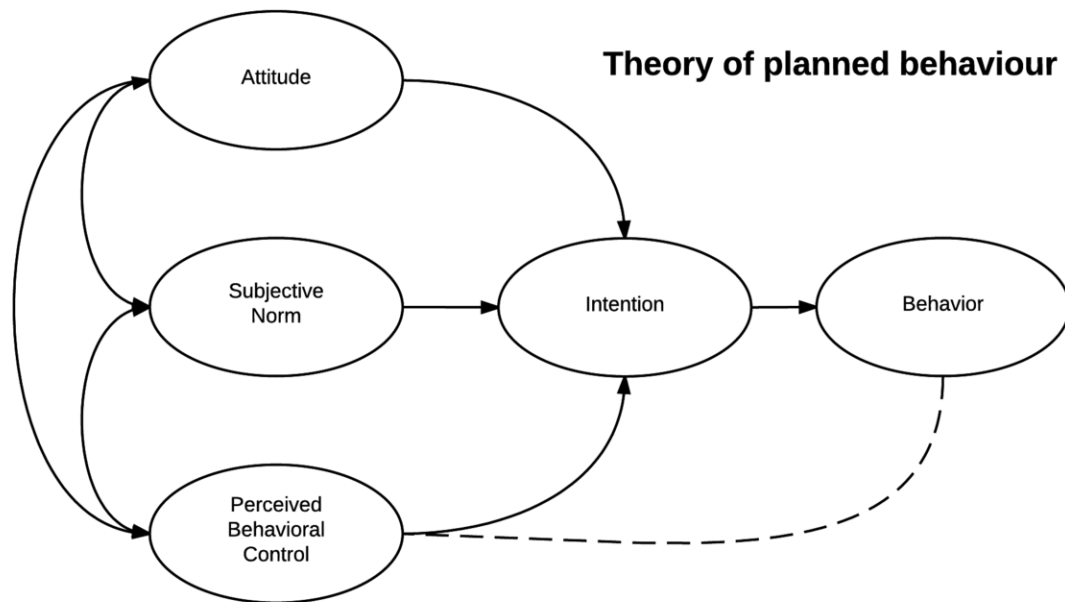 Attitude
Theory of planned behaviour
Subjective
Norm
Intention
Behavior
Perceived
Behavioral
Control